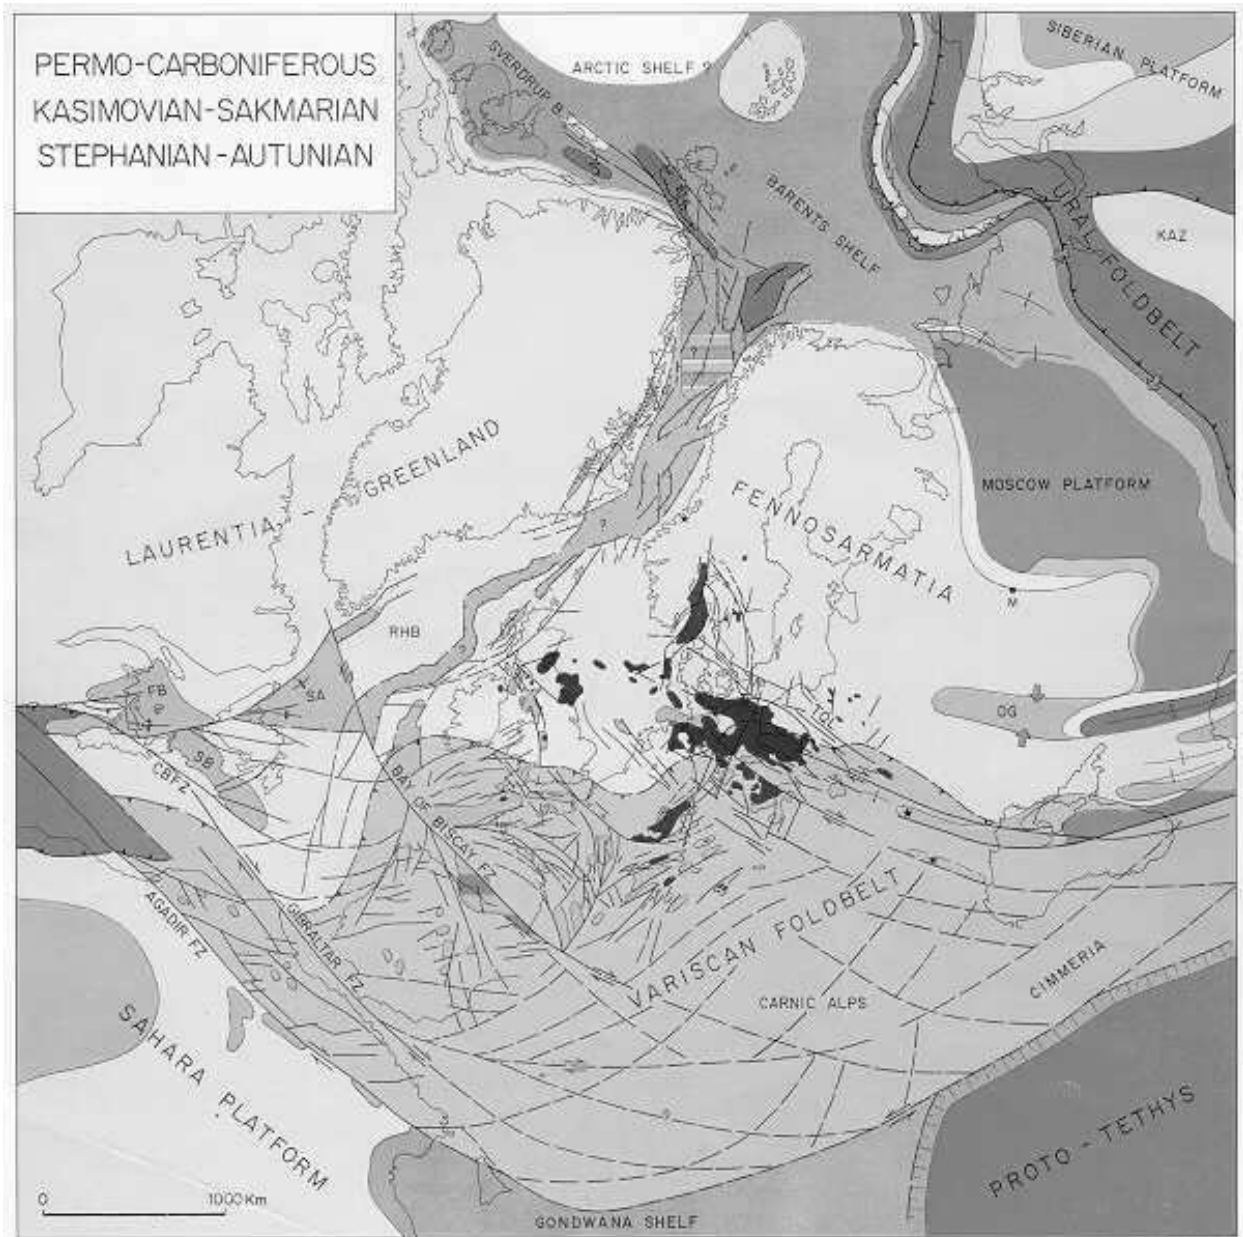 PERMO-CARBONIFEROUS
KASIMOVIAN-SAKMARIAN
STEPHANIAN-AUTUNIAN
SIBERIAN PLATFORM
SVERDRUP B.
ARCTIC SHELF ?
BARENTS SHELF
URAL FOLDBELT
KAZ
?
LAURENTIA - GREENLAND
FENNOSARMATIA
MOSCOW PLATFORM
?
M
RHB
FB
SA
SB
TQL
DG
CBFZ
BAY OF BISCAY FZ
AGADIR FZ
GIBRALTAR FZ
VARISCAN FOLDBELT
CARNIC ALPS
CIMMERIA
SAHARA PLATFORM
PROTO-TETHYS
0 1000 Km
GONDWANA SHELF